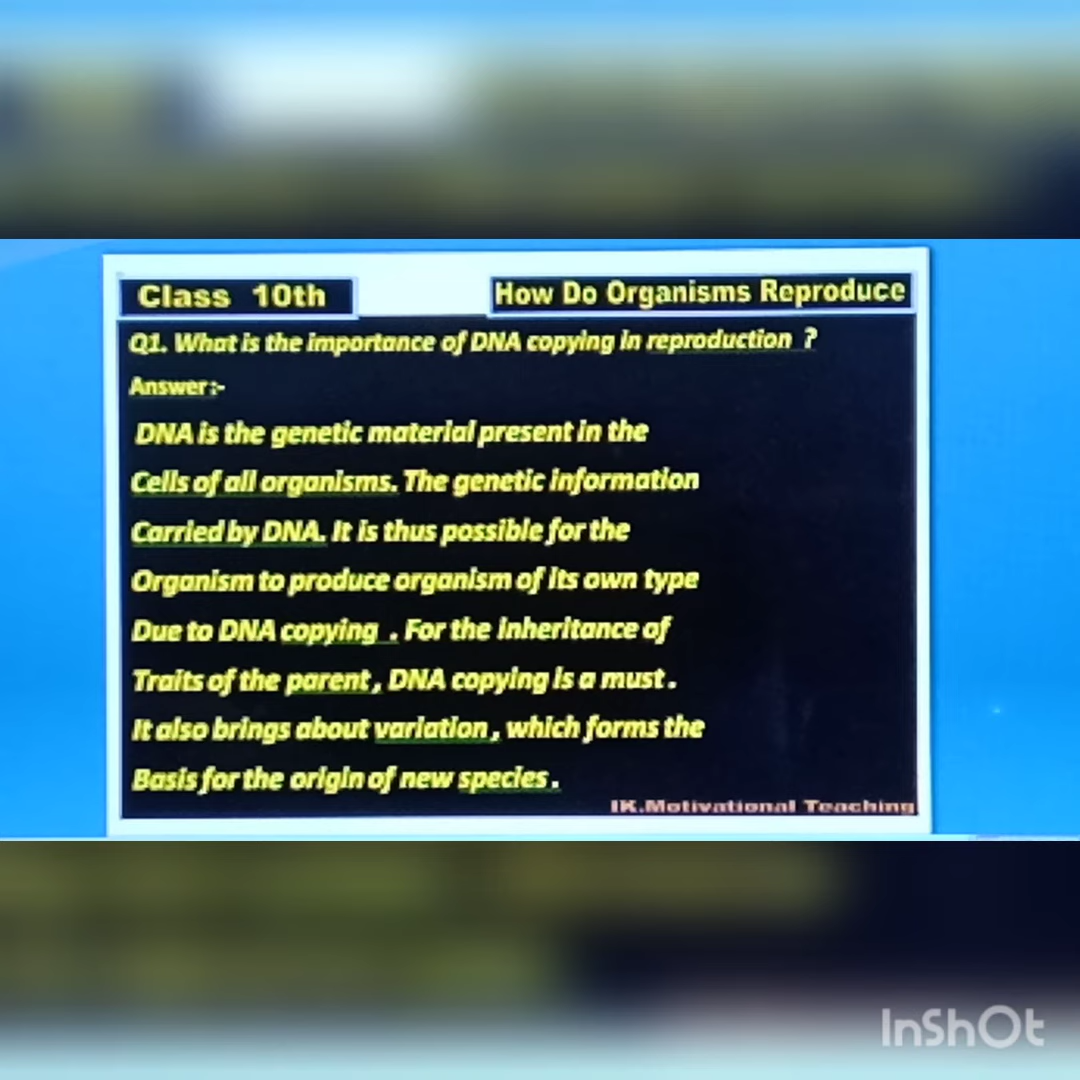 Class 10th
How Do Organisms Reproduce
Q1. What is the importance of DNA copying in reproduction ?
Answer :-
DNA is the genetic material present in the
Cells of all organisms. The genetic information
Carried by DNA. It is thus possible for the
Organism to produce organism of its own type
Due to DNA copying . For the inheritance of
Traits of the parent , DNA copying is a must .
It also brings about variation , which forms the
Basis for the origin of new species .
IK.Motivational Teaching
InShOt